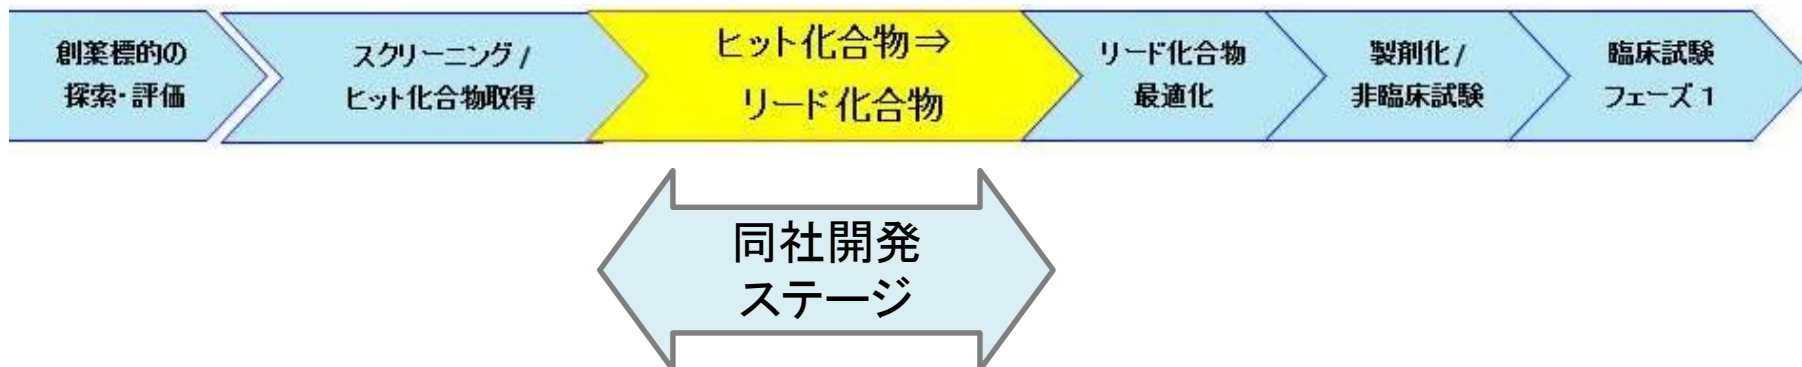 創薬標的の
探索・評価
スクリーニング /
ヒット化合物取得
ヒット化合物⇒
リード化合物
リード化合物
最適化
製剤化 /
非臨床試験
臨床試験
フェーズ 1
同社開発
ステージ